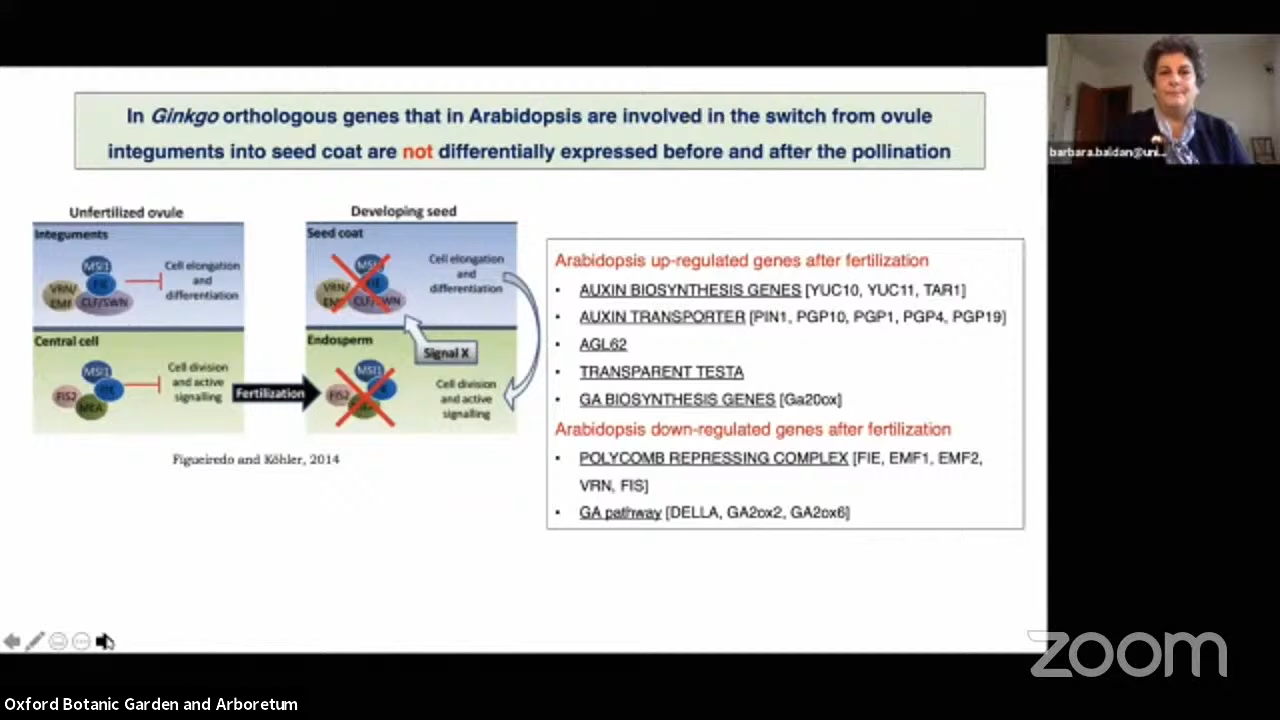 In Ginkgo orthologous genes that in Arabidopsis are involved in the switch from ovule
integuments into seed coat are not differentially expressed before and after the pollination
barbara.baldan@uni...
Unfertilized ovule
Integuments
MSI1
FIE
VRN/
EMF
CLF/SWN
Cell elongation
and
differentiation
Central cell
MSI1
FIE
FIS2
MEA
Cell division
and active
signalling
Fertilization
Developing seed
Seed coat
MSI1
FIE
VRN/
EMF
CLF/SWN
Cell elongation
and
differentiation
Signal X
Endosperm
MSI1
FIS2
Cell division
and active
signalling
Figueiredo and Köhler, 2014
Arabidopsis up-regulated genes after fertilization
• AUXIN BIOSYNTHESIS GENES [YUC10, YUC11, TAR1]
• AUXIN TRANSPORTER [PIN1, PGP10, PGP1, PGP4, PGP19]
• AGL62
• TRANSPARENT TESTA
• GA BIOSYNTHESIS GENES [Ga20ox]
Arabidopsis down-regulated genes after fertilization
• POLYCOMB REPRESSING COMPLEX [FIE, EMF1, EMF2,
VRN, FIS]
• GA pathway [DELLA, GA2ox2, GA2ox6]
zoom
Oxford Botanic Garden and Arboretum